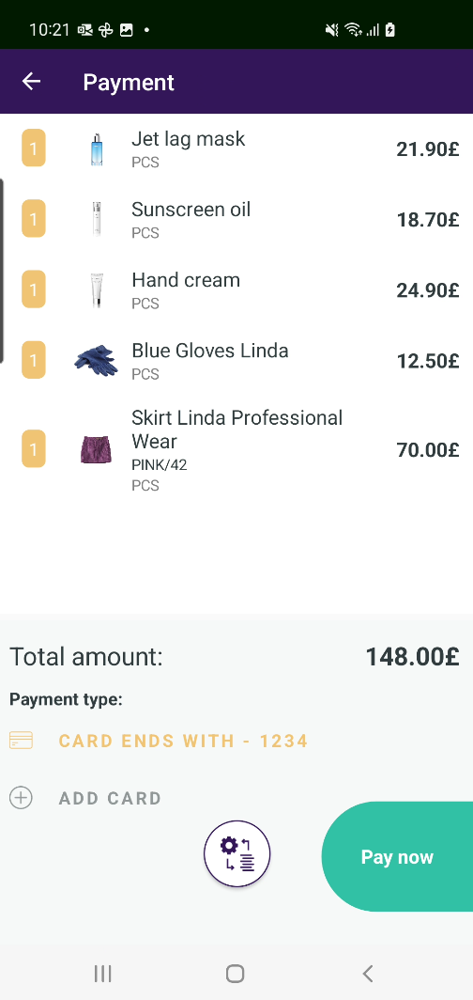 10:21
Payment
1
Jet lag mask
PCS
21.90£
1
Sunscreen oil
PCS
18.70£
1
Hand cream
PCS
24.90£
1
Blue Gloves Linda
PCS
12.50£
1
Skirt Linda Professional
Wear
PINK/42
PCS
70.00£
Total amount: 148.00£
Payment type:
CARD ENDS WITH - 1234
ADD CARD
Pay now